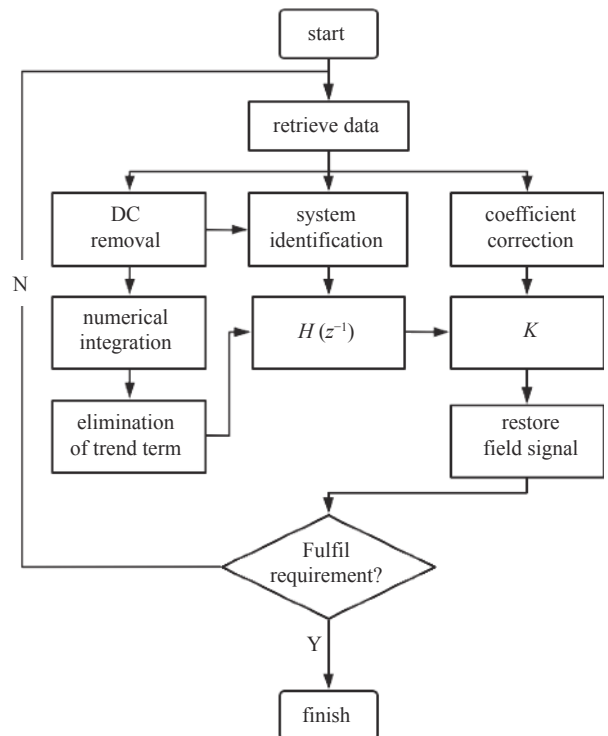 start
retrieve data
DC
removal
system
identification
coefficient
correction
N
numerical
integration
H (z⁻¹)
K
elimination
of trend term
restore
field signal
Fulfil
requirement?
Y
finish